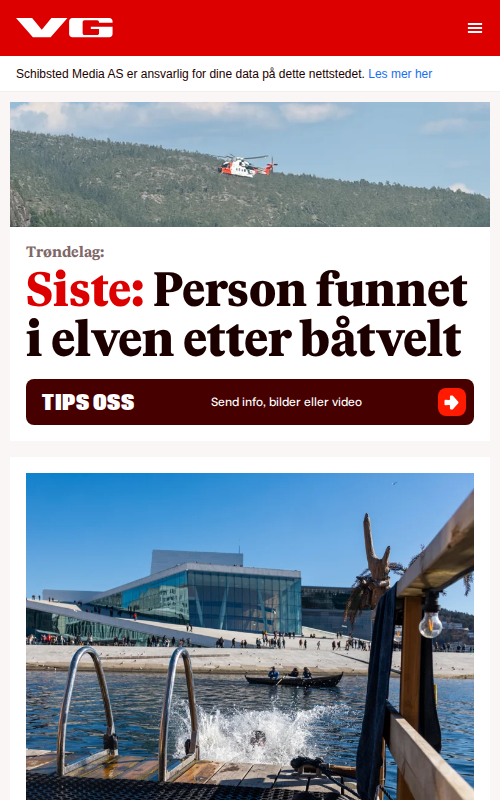 VG
Schibsted Media AS er ansvarlig for dine data på dette nettstedet. Les mer her
Trøndelag:
Siste: Person funnet
i elven etter båtvelt
TIPS OSS
Send info, bilder eller video